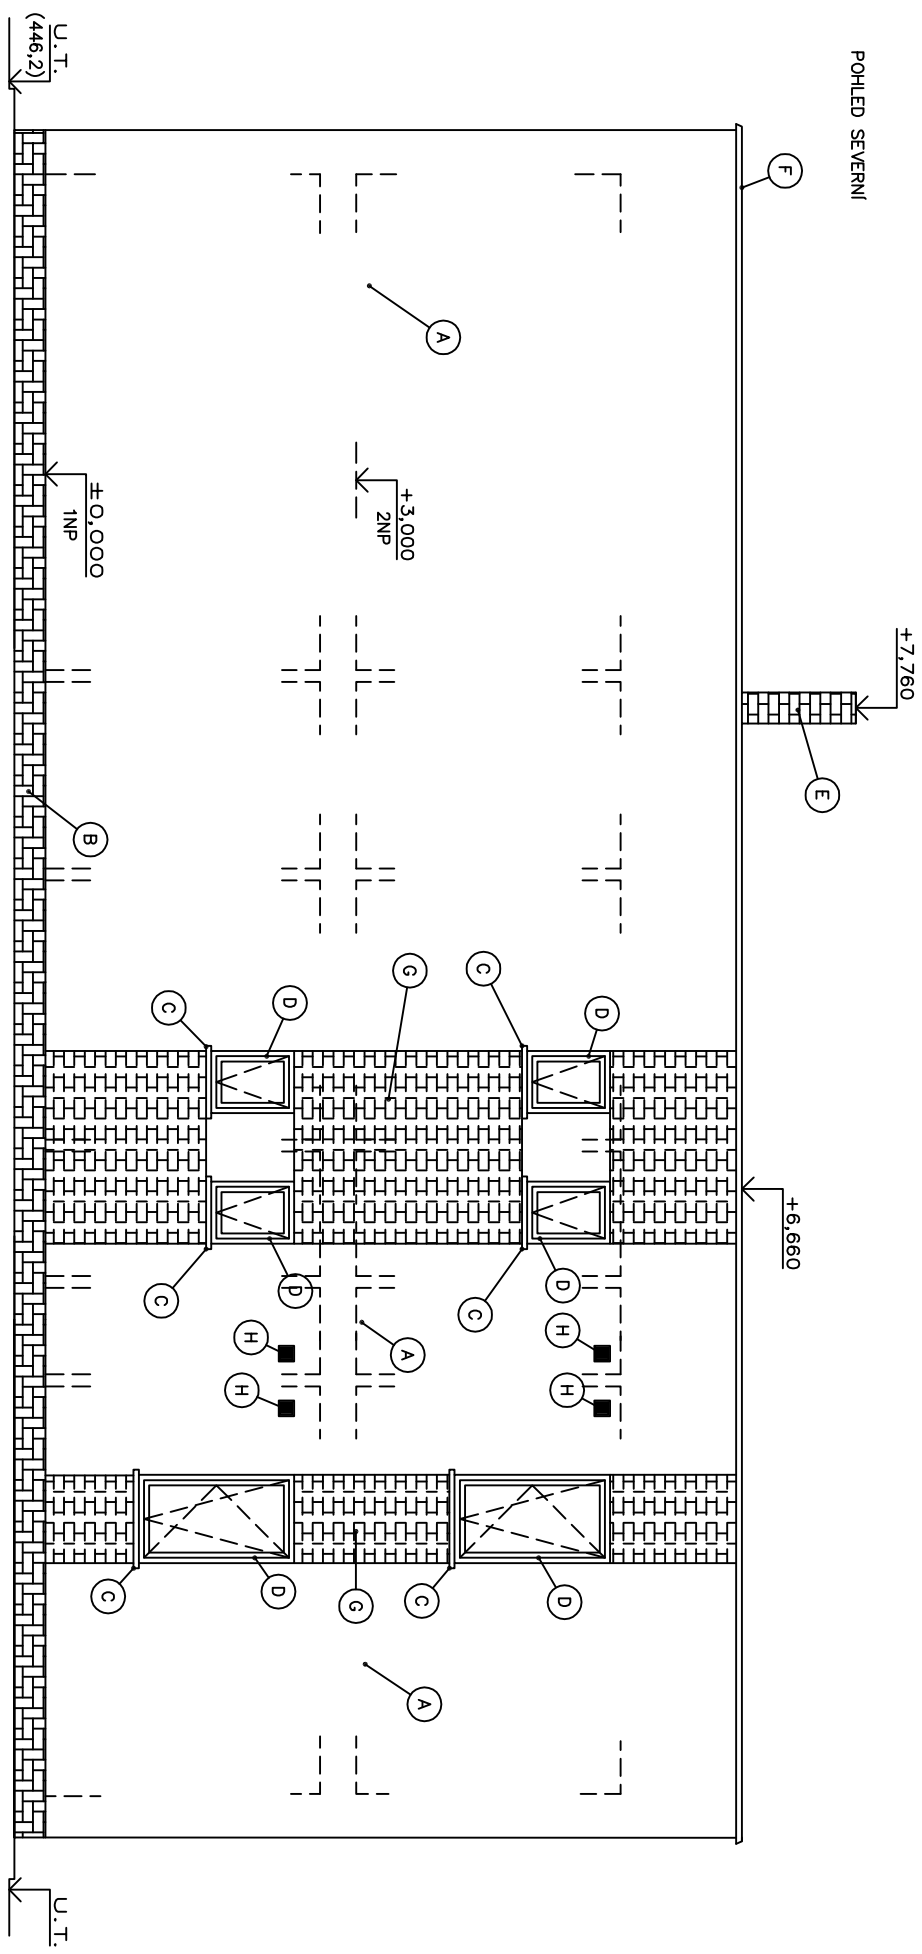 POHLED SEVERNÍ
+7,760
E
F
+6,660
D
H
H
D
D
C
C
C
A
+3,000
2NP
G
A
G
A
D
H
H
D
D
C
C
C
±0,000
1NP
B
U.T.
(446,2)
U.T.